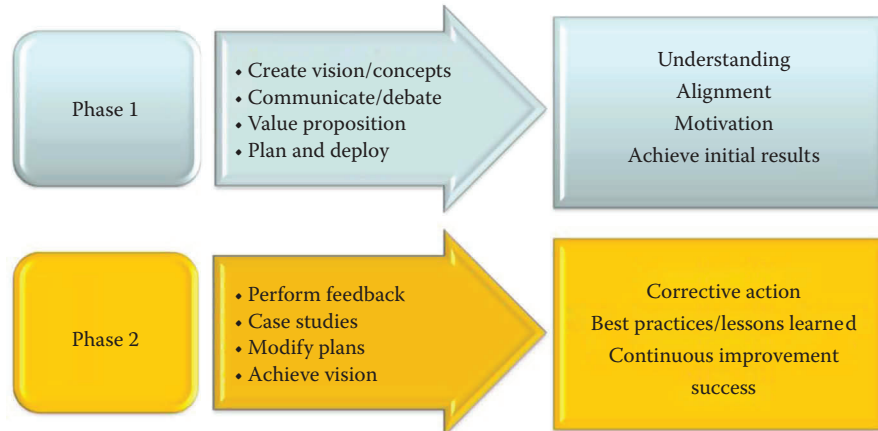 Phase 1
• Create vision/concepts
• Communicate/debate
• Value proposition
• Plan and deploy
Understanding
Alignment
Motivation
Achieve initial results
Phase 2
• Perform feedback
• Case studies
• Modify plans
• Achieve vision
Corrective action
Best practices/lessons learned
Continuous improvement
success